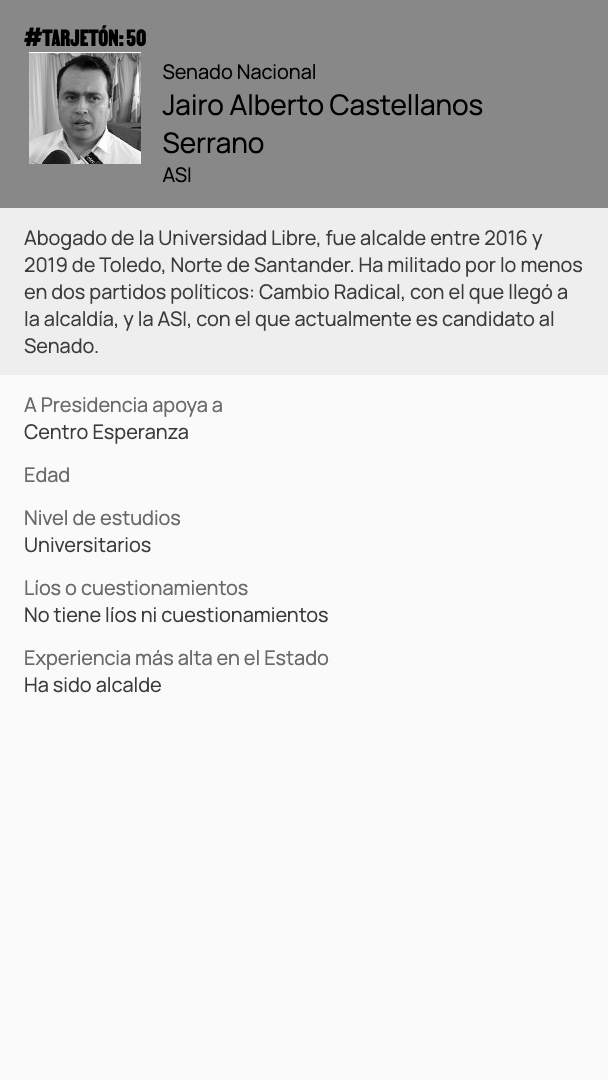 #TARJETÓN: 50
Senado Nacional
Jairo Alberto Castellanos
Serrano
ASI
Abogado de la Universidad Libre, fue alcalde entre 2016 y
2019 de Toledo, Norte de Santander. Ha militado por lo menos
en dos partidos políticos: Cambio Radical, con el que llegó a
la alcaldía, y la ASI, con el que actualmente es candidato al
Senado.
A Presidencia apoya a
Centro Esperanza
Edad
Nivel de estudios
Universitarios
Líos o cuestionamientos
No tiene líos ni cuestionamientos
Experiencia más alta en el Estado
Ha sido alcalde